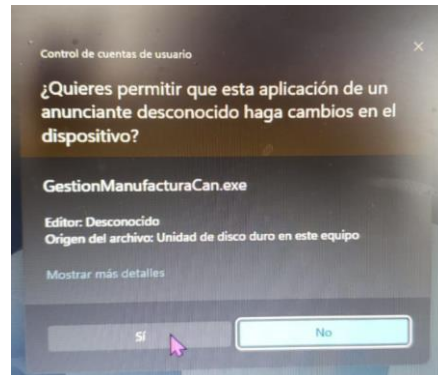 Control de cuentas de usuario
¿Quieres permitir que esta aplicación de un
anunciante desconocido haga cambios en el
dispositivo?
GestionManufacturaCan.exe
Editor: Desconocido
Origen del archivo: Unidad de disco duro en este equipo
Mostrar más detalles
Sí
No